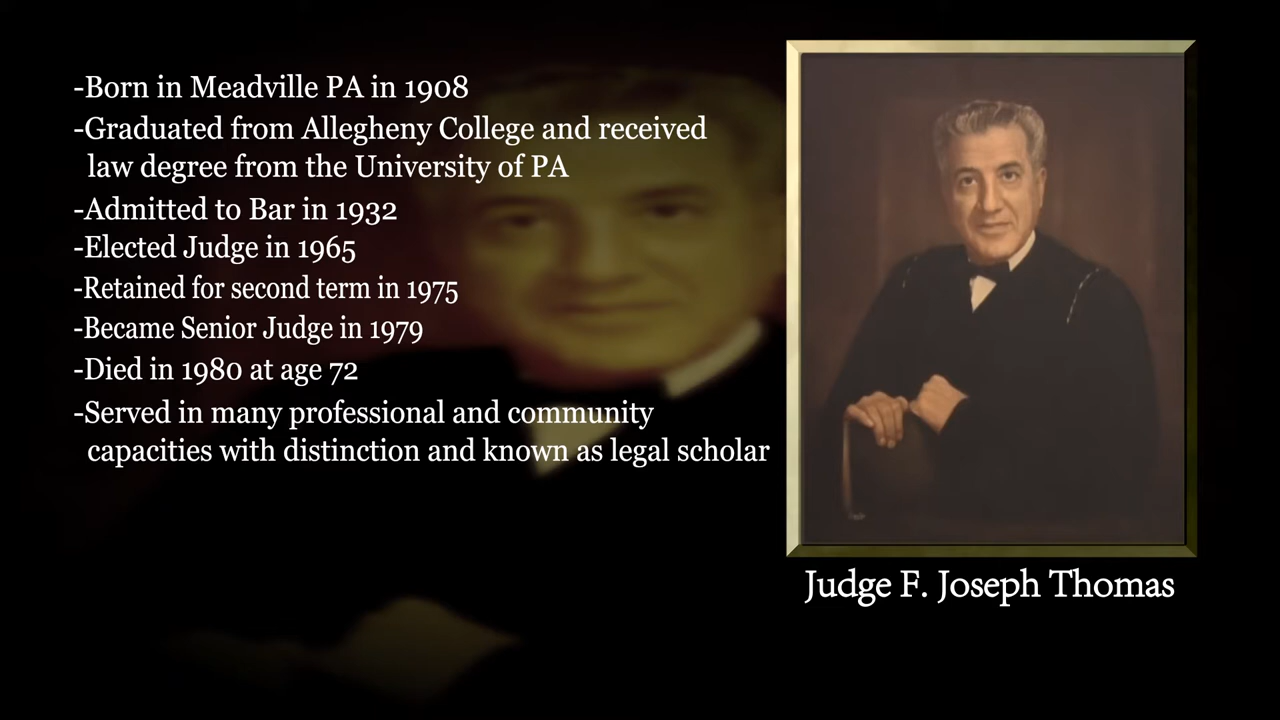 -Born in Meadville PA in 1908
-Graduated from Allegheny College and received
law degree from the University of PA
-Admitted to Bar in 1932
-Elected Judge in 1965
-Retained for second term in 1975
-Became Senior Judge in 1979
-Died in 1980 at age 72
-Served in many professional and community
capacities with distinction and known as legal scholar
Judge F. Joseph Thomas